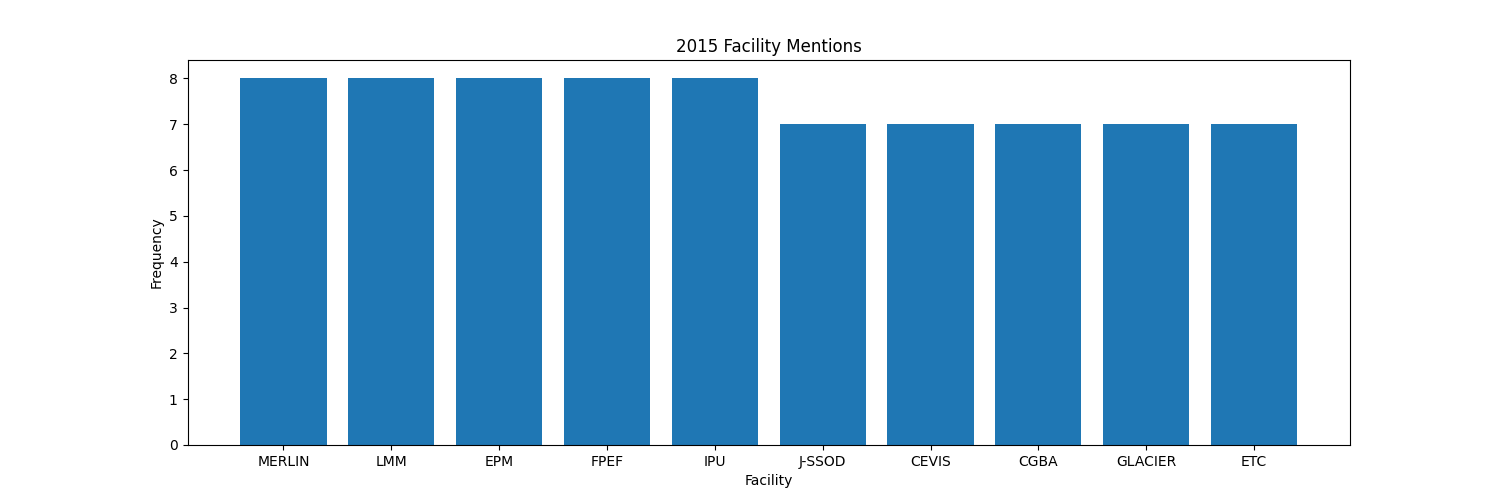 2015 Facility Mentions
8
7
6
5
4
3
2
1
0
Frequency
MERLIN LMM EPM FPEF IPU J-SSOD CEVIS CGBA GLACIER ETC
Facility